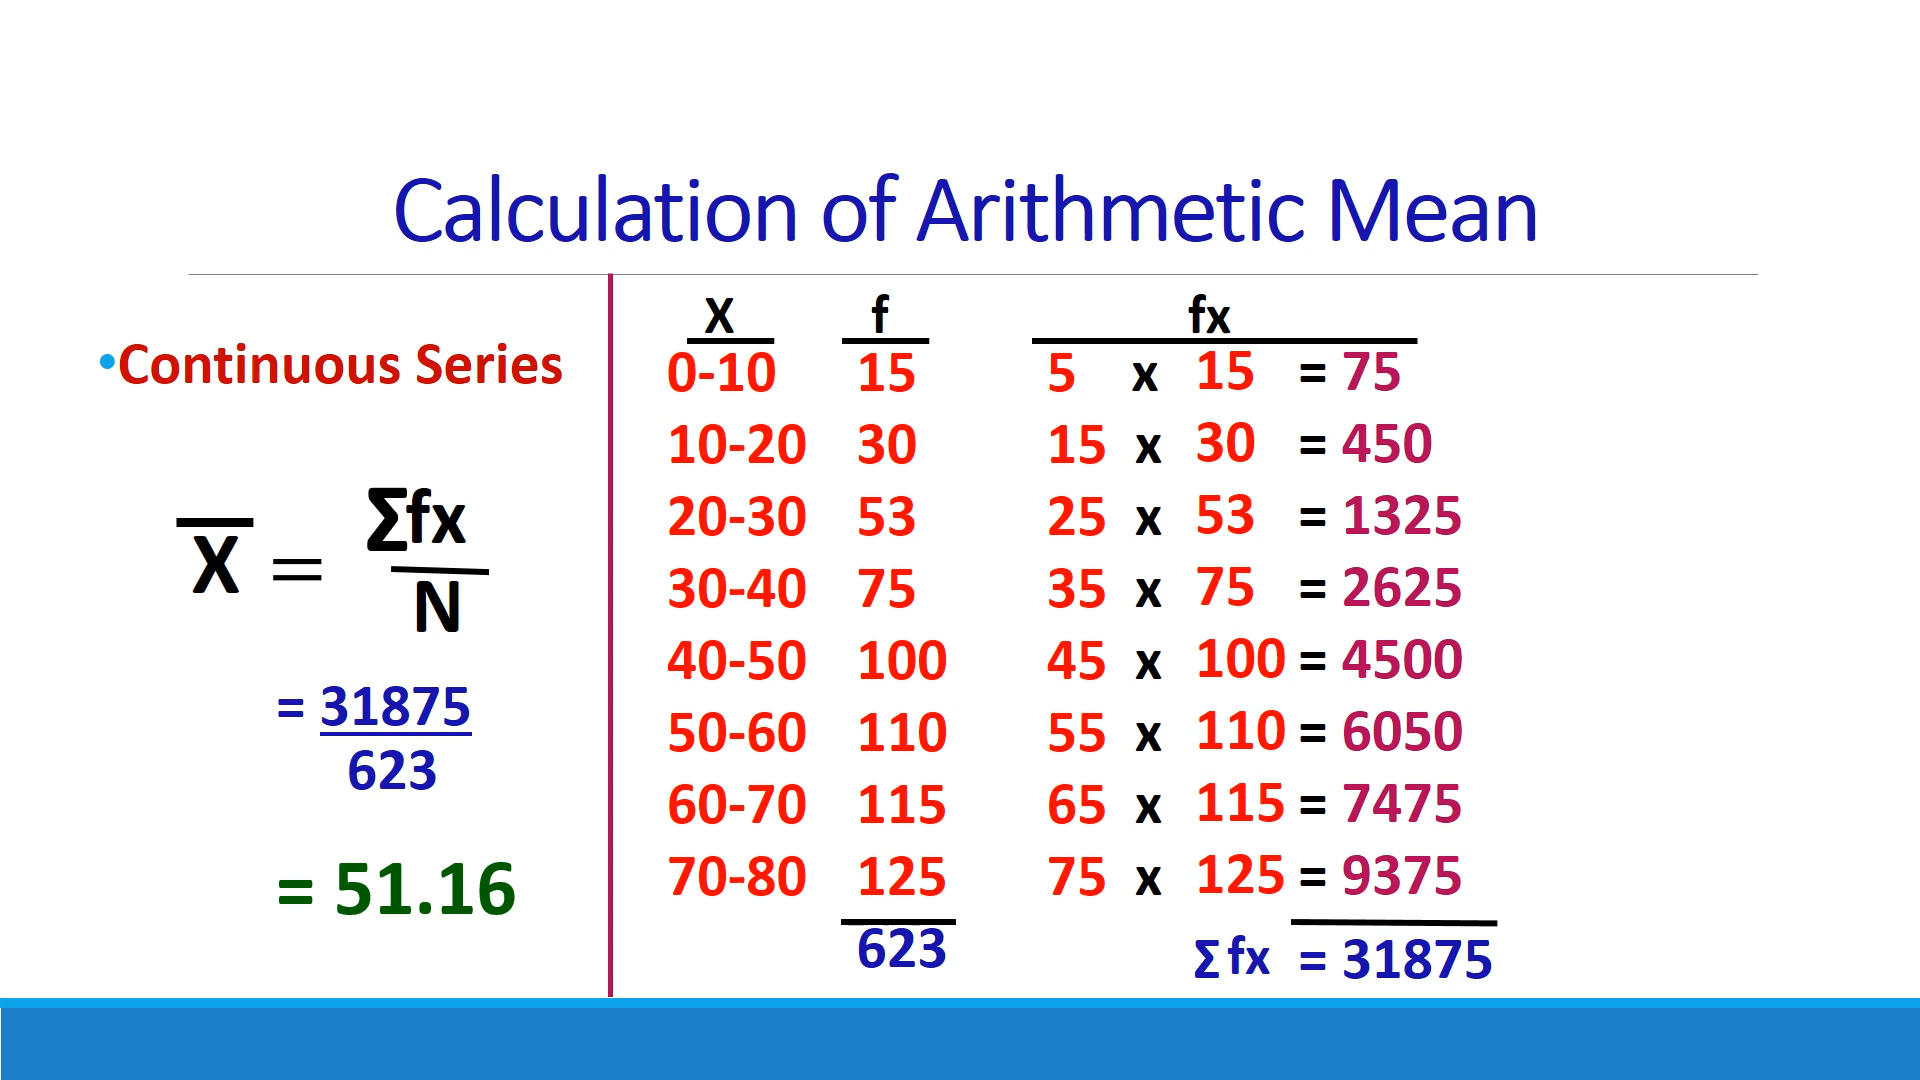 Calculation of Arithmetic Mean
•Continuous Series
X = Σfx
N
= 31875
623
= 51.16
X f fx
0-10 15 5 x 15 = 75
10-20 30 15 x 30 = 450
20-30 53 25 x 53 = 1325
30-40 75 35 x 75 = 2625
40-50 100 45 x 100 = 4500
50-60 110 55 x 110 = 6050
60-70 115 65 x 115 = 7475
70-80 125 75 x 125 = 9375
623 Σfx = 31875